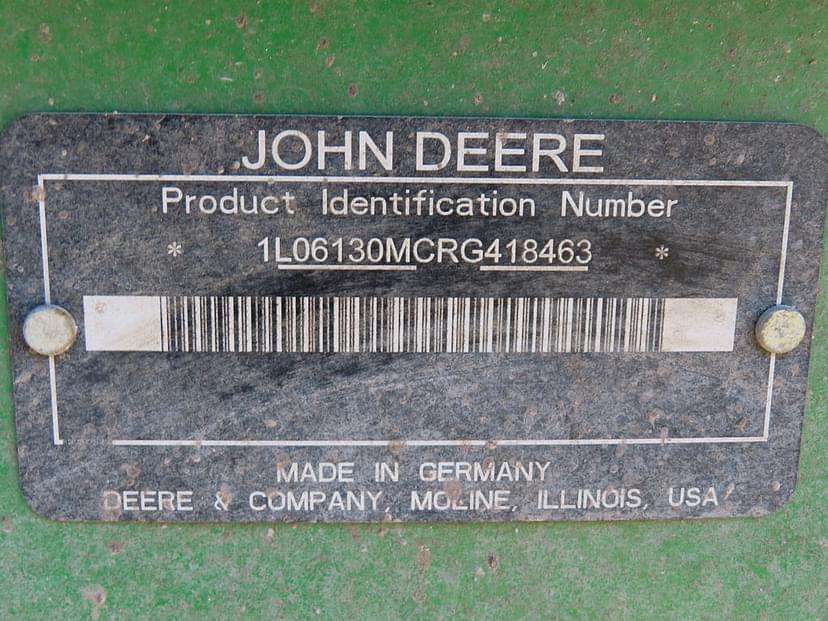 JOHN DEERE
Product Identification Number
* 1L06130MCRG418463 *
MADE IN GERMANY
DEERE & COMPANY, MOLINE, ILLINOIS, USA